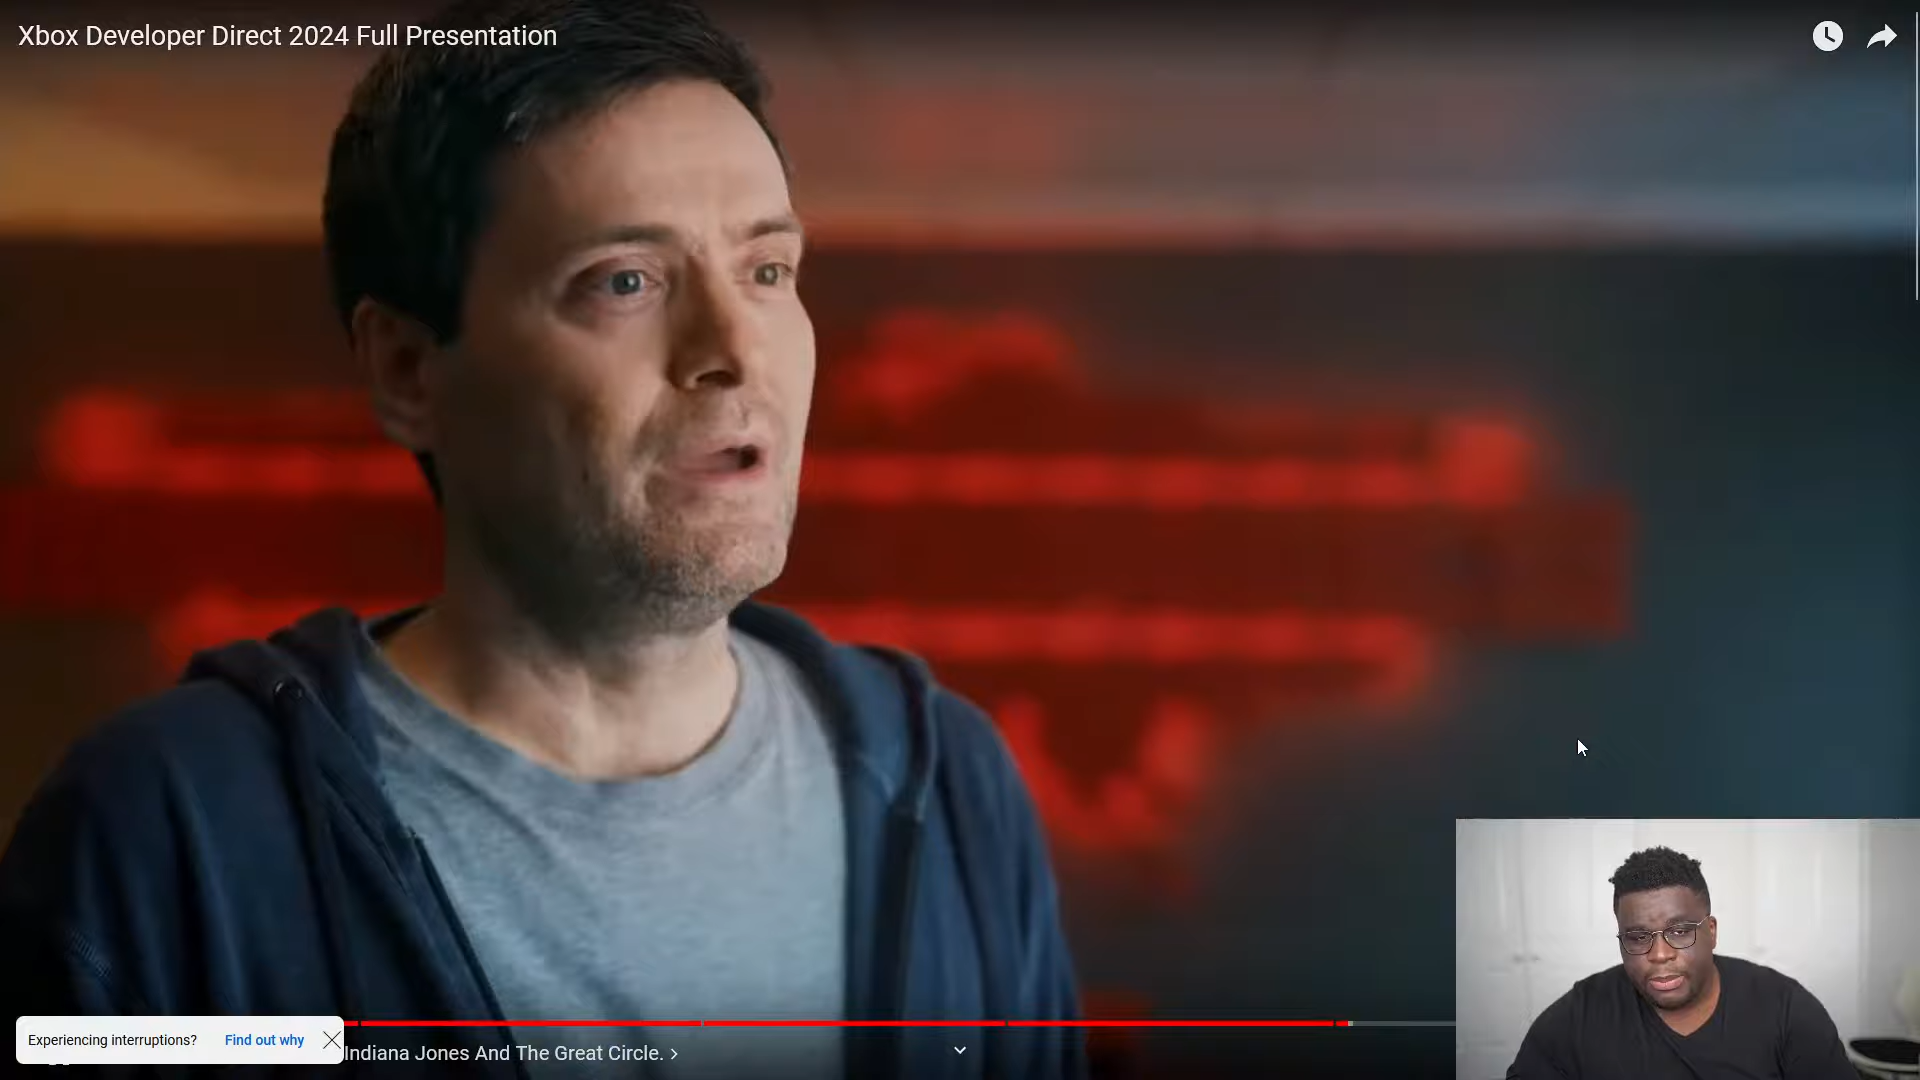 Xbox Developer Direct 2024 Full Presentation
Experiencing interruptions? Find out why
Indiana Jones And The Great Circle.